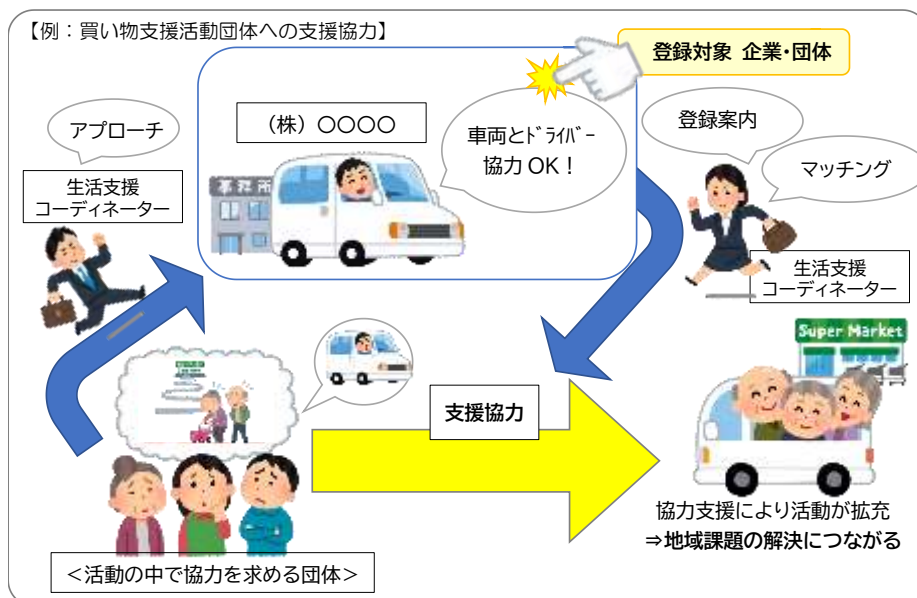 【例：買い物支援活動団体への支援協力】
登録対象 企業・団体
アプローチ
（株）〇〇〇〇
車両とﾄﾞﾗｲﾊﾞｰ
協力 OK！
登録案内
マッチング
生活支援
コーディネーター
事務所
生活支援
コーディネーター
Super Market
支援協力
協力支援により活動が拡充
⇒地域課題の解決につながる
＜活動の中で協力を求める団体＞